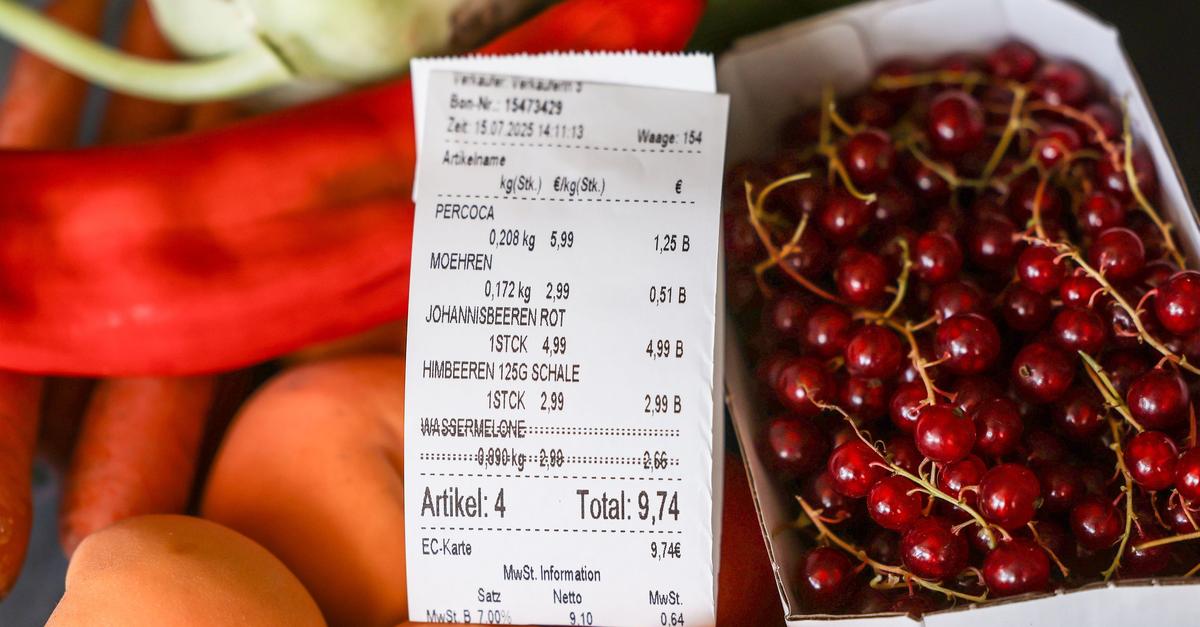 Verkäufer: Verkäuferin 3
Bon-Nr.: 15473429
Zeit: 15.07.2025 14:11:13 Waage: 154
Artikelname
kg(Stk.) €/kg(Stk.) €
PERCOCA
0,208 kg 5,99 1,25 B
MOEHREN
0,172 kg 2,99 0,51 B
JOHANNISBEEREN ROT
1STCK 4,99 4,99 B
HIMBEEREN 125G SCHALE
1STCK 2,99 2,99 B
WASSERMELONE
0,890 kg 2,99 2,66
Artikel: 4 Total: 9,74
EC-Karte 9,74€
MwSt. Information
Satz Netto MwSt.
MwSt. B 7,00% 9,10 0,64